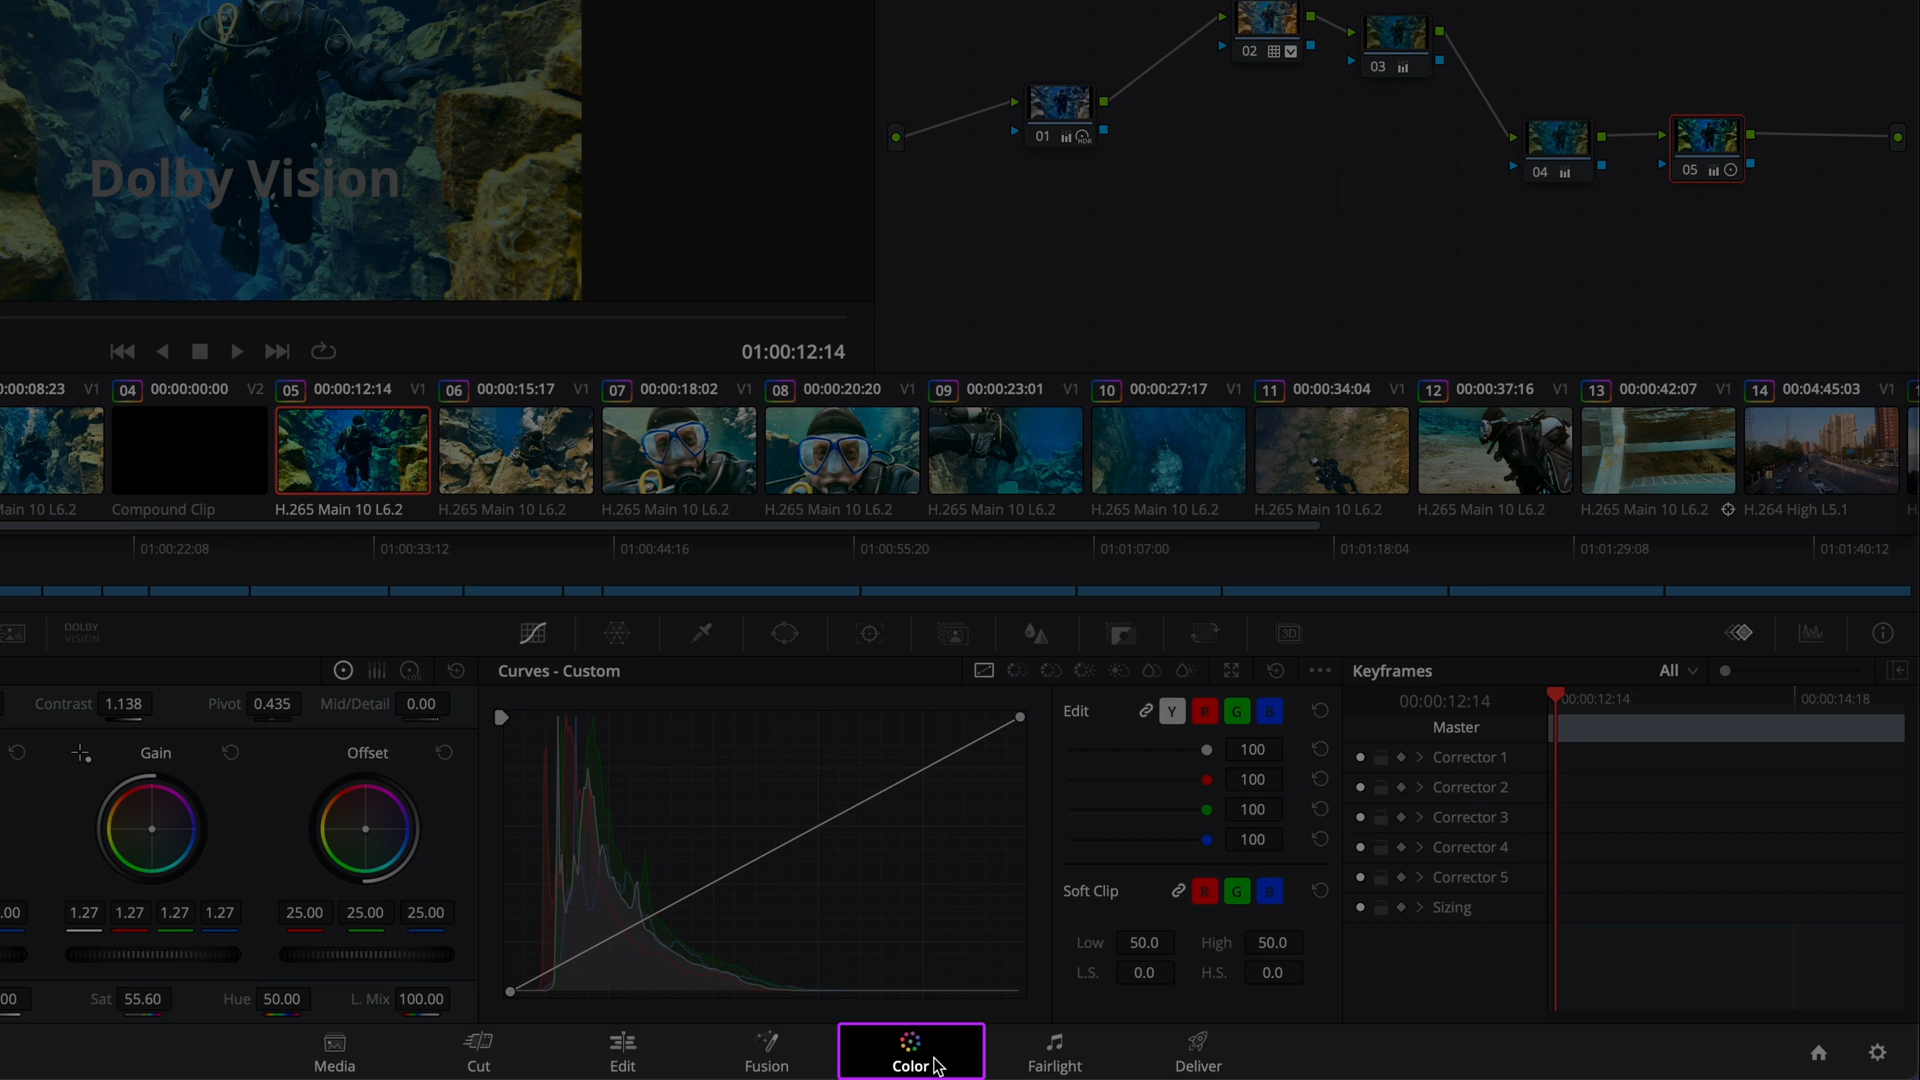 02
03
01
HDR
04
05
Dolby Vision
01:00:12:14
0:00:08:23 V1
04 00:00:00:00 V2
05 00:00:12:14 V1
06 00:00:15:17 V1
07 00:00:18:02 V1
08 00:00:20:20 V1
09 00:00:23:01 V1
10 00:00:27:17 V1
11 00:00:34:04 V1
12 00:00:37:16 V1
13 00:00:42:07 V1
14 00:04:45:03 V1
Main 10 L6.2
Compound Clip
H.265 Main 10 L6.2
H.265 Main 10 L6.2
H.265 Main 10 L6.2
H.265 Main 10 L6.2
H.265 Main 10 L6.2
H.265 Main 10 L6.2
H.265 Main 10 L6.2
H.265 Main 10 L6.2
H.265 Main 10 L6.2
H.264 High L5.1
01:00:22:08
01:00:33:12
01:00:44:16
01:00:55:20
01:01:07:00
01:01:18:04
01:01:29:08
01:01:40:12
DOLBY
VISION
3D
LOG
Contrast 1.138
Pivot 0.435
Mid/Detail 0.00
Gain
Offset
.00
1.27 1.27 1.27 1.27
25.00 25.00 25.00
00
Sat 55.60
Hue 50.00
L. Mix 100.00
Curves - Custom
Edit
Y R G B
100
100
100
100
Soft Clip
R G B
Low 50.0 High 50.0
L.S. 0.0 H.S. 0.0
Keyframes
All
00:00:12:14
00:00:12:14
00:00:14:18
Master
Corrector 1
Corrector 2
Corrector 3
Corrector 4
Corrector 5
Sizing
Media
Cut
Edit
Fusion
Color
Fairlight
Deliver